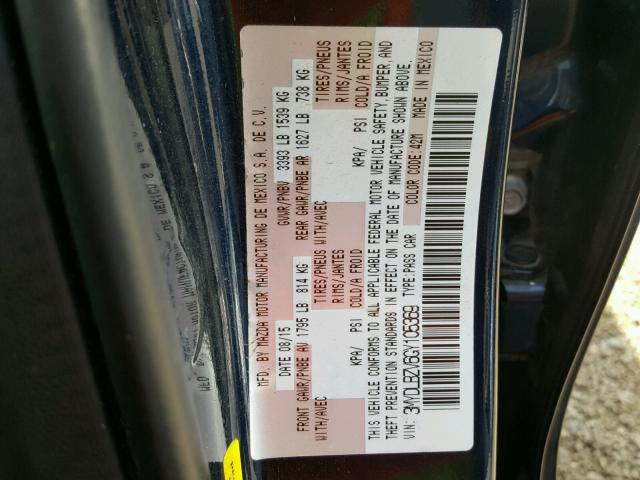 MFD. BY MAZDA MOTOR MANUFACTURING DE MEXICO S.A. DE C.V.
DATE 08/15 GVWR/PNBV 3393 LB 1539 KG
FRONT GAWR/PNBE AV 1795 LB 814 KG REAR GAWR/PNBE AR 1627 LB 738 KG
WITH/AVEC TIRES/PNEUS WITH/AVEC TIRES/PNEUS
RIMS/JANTES RIMS/JANTES
KPA/ PSI COLD/A FROID KPA/ PSI COLD/A FROID
THIS VEHICLE CONFORMS TO ALL APPLICABLE FEDERAL MOTOR VEHICLE SAFETY, BUMPER, AND
THEFT PREVENTION STANDARDS IN EFFECT ON THE DATE OF MANUFACTURE SHOWN ABOVE.
VIN: 3MYDLBZV6GY105369 TYPE:PASS CAR COLOR CODE:42M MADE IN MEXICO